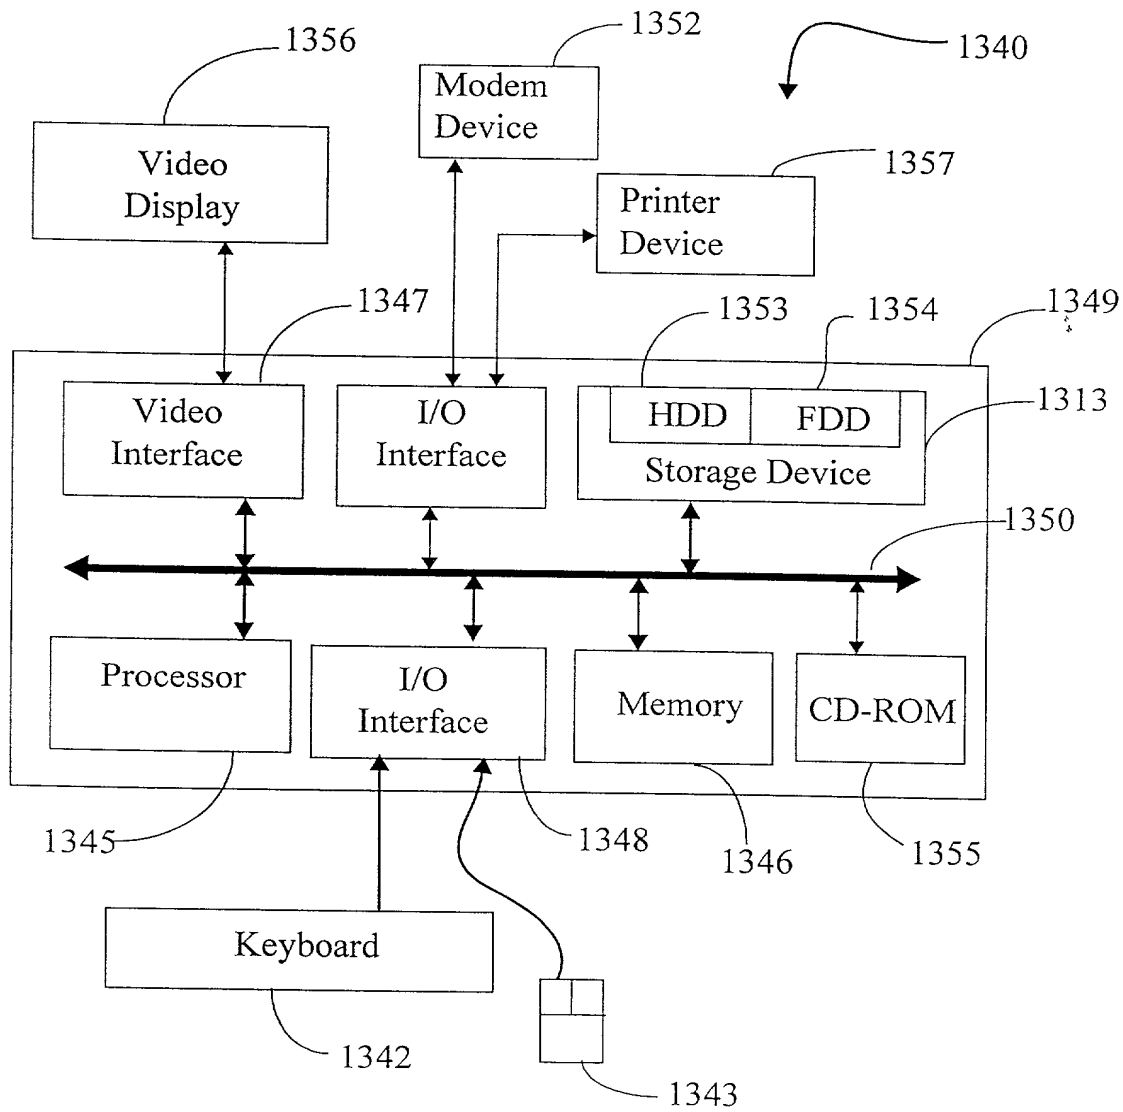 1356
1352
1340
Modem
Device
1357
Video
Display
Printer
Device
1347
1353
1354
1349
1313
Video
Interface
I/O
Interface
HDD
FDD
Storage Device
1350
Processor
I/O
Interface
Memory
CD-ROM
1345
1348
1346
1355
Keyboard
1342
1343